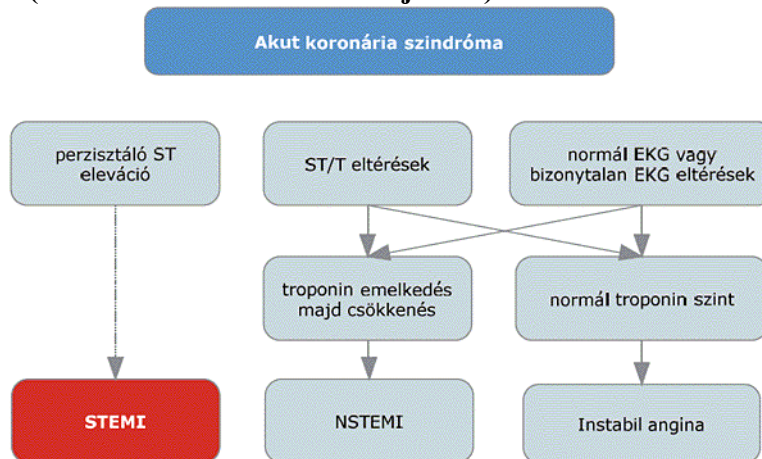 Akut koronária szindróma
perzisztáló ST
eleváció
ST/T eltérések
normál EKG vagy
bizonytalan EKG eltérések
troponin emelkedés
majd csökkenés
normál troponin szint
STEMI
NSTEMI
Instabil angina